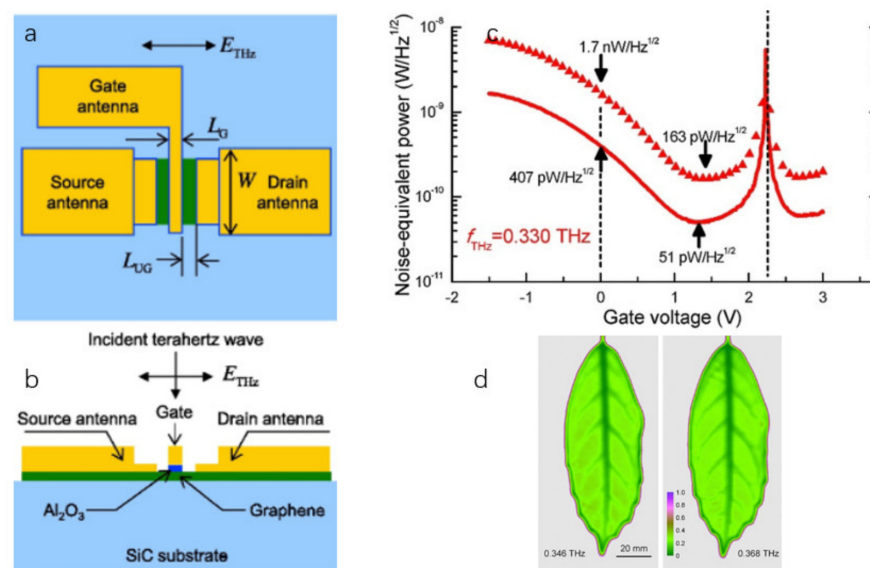 a
E_THz
Gate
antenna
L_G
Source
antenna
W
Drain
antenna
L_UG
b
Incident terahertz wave
E_THz
Gate
Source antenna
Drain antenna
Al₂O₃
Graphene
SiC substrate
c
Noise-equivalent power (W/Hz^1/2)
10⁻⁸
10⁻⁹
10⁻¹⁰
10⁻¹¹
1.7 nW/Hz^1/2
163 pW/Hz^1/2
407 pW/Hz^1/2
f_THz=0.330 THz
51 pW/Hz^1/2
-2 -1 0 1 2 3
Gate voltage (V)
d
1.0
0.8
0.6
0.4
0.2
0
0.346 THz
20 mm
0.368 THz